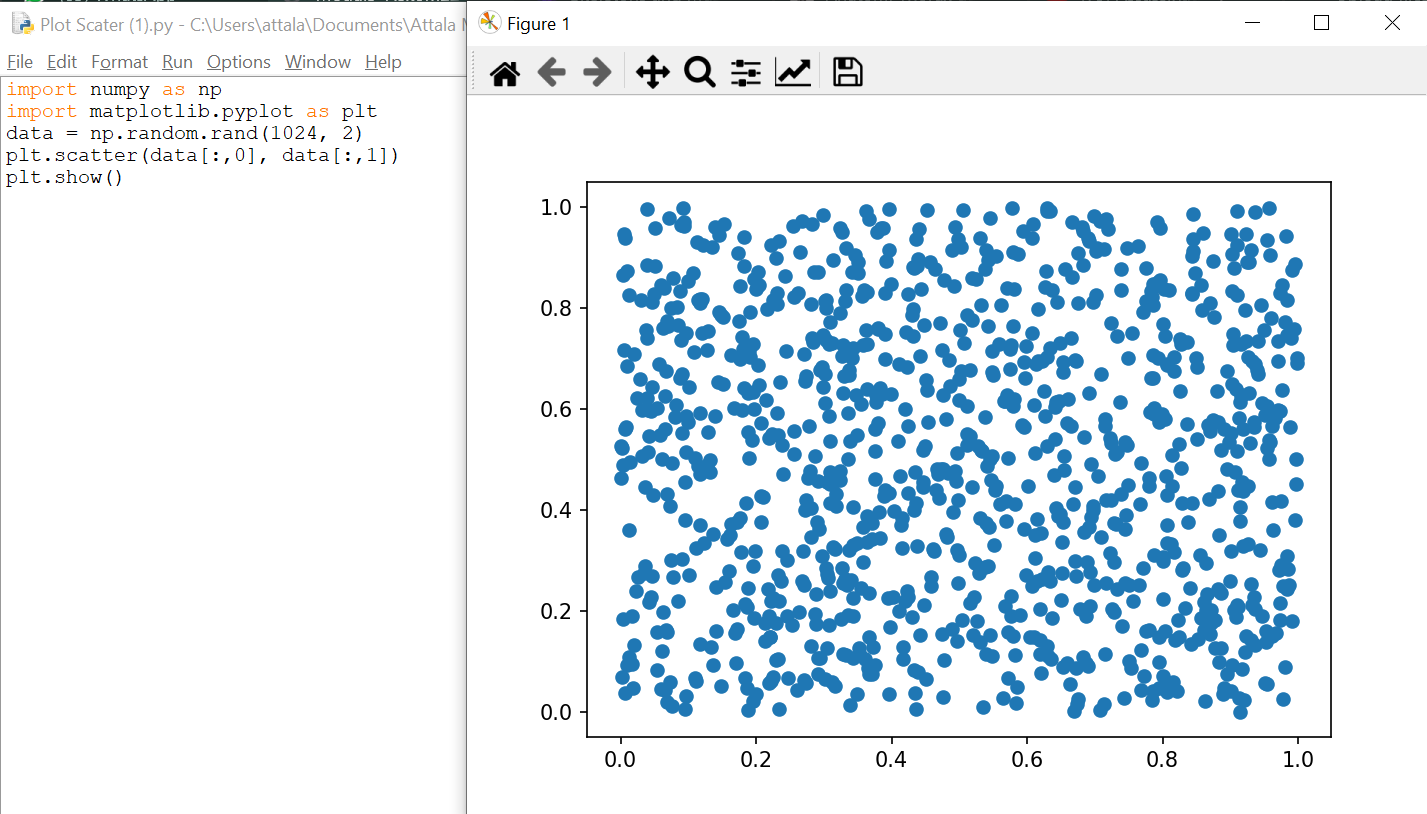 Plot Scater (1).py - C:\Users\attala\Documents\Attala
File Edit Format Run Options Window Help
import numpy as np
import matplotlib.pyplot as plt
data = np.random.rand(1024, 2)
plt.scatter(data[:,0], data[:,1])
plt.show()
Figure 1
1.0
0.8
0.6
0.4
0.2
0.0
0.0 0.2 0.4 0.6 0.8 1.0